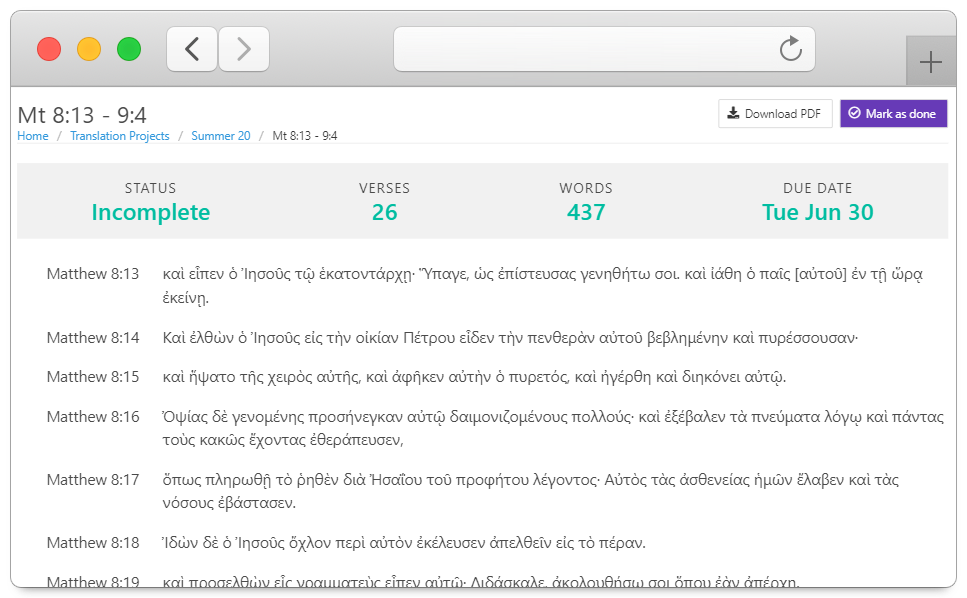 Mt 8:13 - 9:4
Download PDF
Mark as done
Home / Translation Projects / Summer 20 / Mt 8:13 - 9:4
STATUS VERSES WORDS DUE DATE
Incomplete 26 437 Tue Jun 30
Matthew 8:13 καὶ εἶπεν ὁ Ἰησοῦς τῷ ἑκατοντάρχῃ· Ὕπαγε, ὡς ἐπίστευσας γενηθήτω σοι. καὶ ἰάθη ὁ παῖς [αὐτοῦ] ἐν τῇ ὥρᾳ
ἐκείνῃ.
Matthew 8:14 Καὶ ἐλθὼν ὁ Ἰησοῦς εἰς τὴν οἰκίαν Πέτρου εἶδεν τὴν πενθερὰν αὐτοῦ βεβλημένην καὶ πυρέσσουσαν·
Matthew 8:15 καὶ ἥψατο τῆς χειρὸς αὐτῆς, καὶ ἀφῆκεν αὐτὴν ὁ πυρετός, καὶ ἠγέρθη καὶ διηκόνει αὐτῷ.
Matthew 8:16 Ὀψίας δὲ γενομένης προσήνεγκαν αὐτῷ δαιμονιζομένους πολλούς· καὶ ἐξέβαλεν τὰ πνεύματα λόγῳ καὶ πάντας
τοὺς κακῶς ἔχοντας ἐθεράπευσεν,
Matthew 8:17 ὅπως πληρωθῇ τὸ ῥηθὲν διὰ Ἠσαΐου τοῦ προφήτου λέγοντος· Αὐτὸς τὰς ἀσθενείας ἡμῶν ἔλαβεν καὶ τὰς
νόσους ἐβάστασεν.
Matthew 8:18 Ἰδὼν δὲ ὁ Ἰησοῦς ὄχλον περὶ αὐτὸν ἐκέλευσεν ἀπελθεῖν εἰς τὸ πέραν.
Matthew 8:19 καὶ προσελθὼν εἷς γραμματεὺς εἶπεν αὐτῷ· Διδάσκαλε, ἀκολουθήσω σοι ὅπου ἐὰν ἀπέρχῃ.